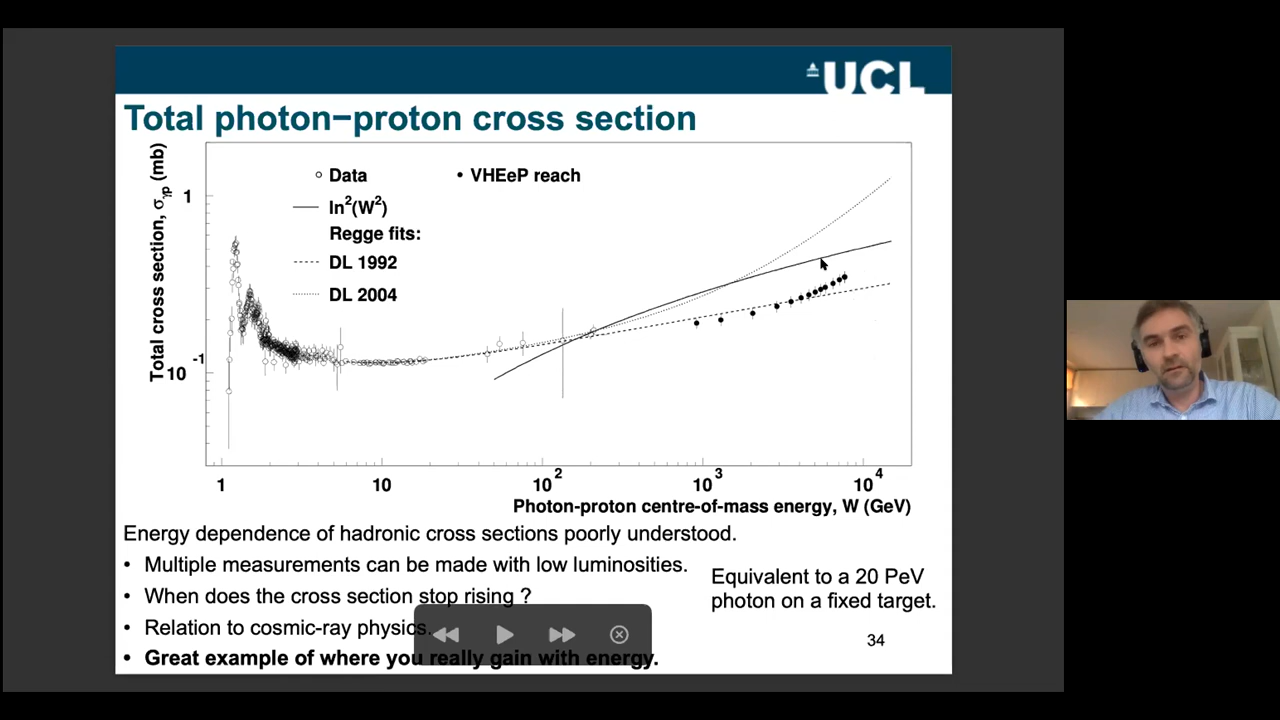 UCL
Total photon−proton cross section
Total cross section, σγp (mb)
1
10-1
Data
VHEeP reach
ln2(W2)
Regge fits:
DL 1992
DL 2004
1
10
102
103
104
Photon-proton centre-of-mass energy, W (GeV)
Energy dependence of hadronic cross sections poorly understood.
• Multiple measurements can be made with low luminosities.
• When does the cross section stop rising ?
• Relation to cosmic-ray physics.
• Great example of where you really gain with energy.
Equivalent to a 20 PeV
photon on a fixed target.
34